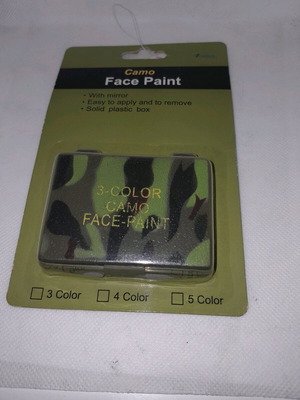 Camo
Face Paint
• With mirror
• Easy to apply and to remove
• Solid plastic box
3-COLOR
CAMO
FACE-PAINT
3 Color 4 Color 5 Color